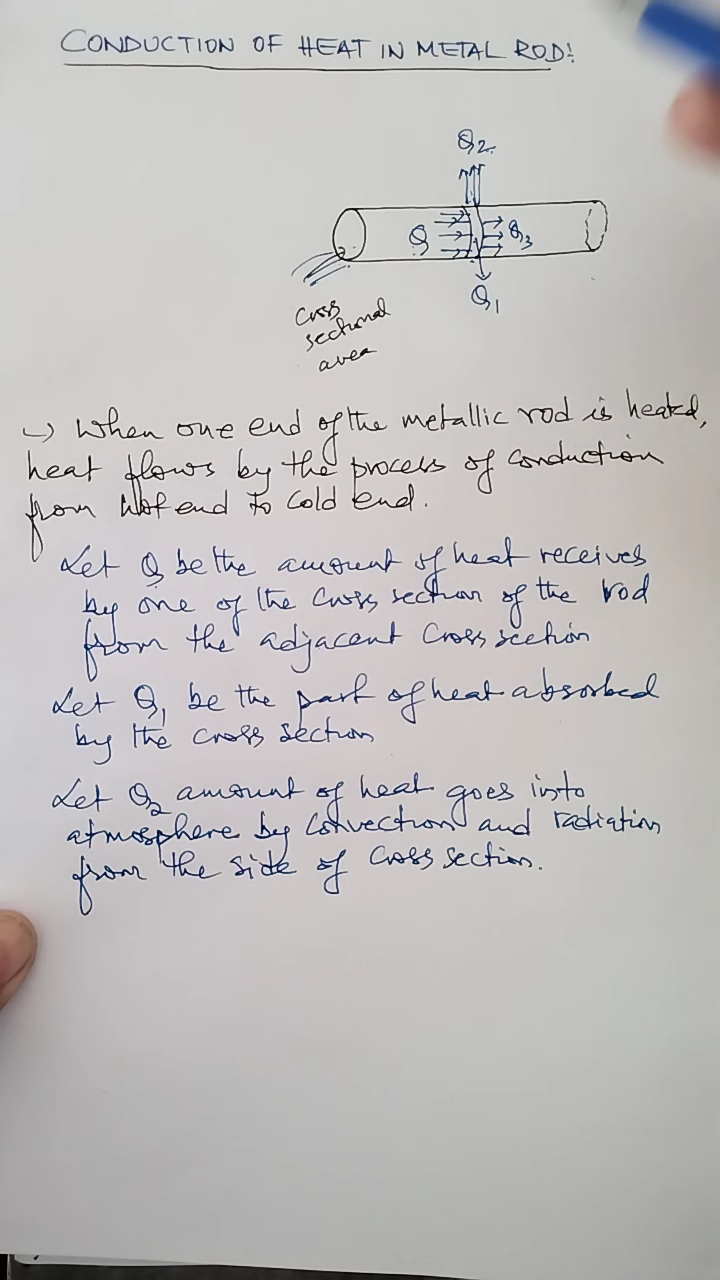 CONDUCTION OF HEAT IN METAL ROD!
Q2
Q
Q3
Q1
Cross
sectional
area
→ When one end of the metallic rod is heated,
heat flows by the process of conduction
from hot end to cold end.
Let Q be the amount of heat receives
by one of the cross section of the rod
from the adjacent cross section
Let Q1 be the part of heat absorbed
by the cross section
Let Q2 amount of heat goes into
atmosphere by convection and radiation
from the side of cross section.